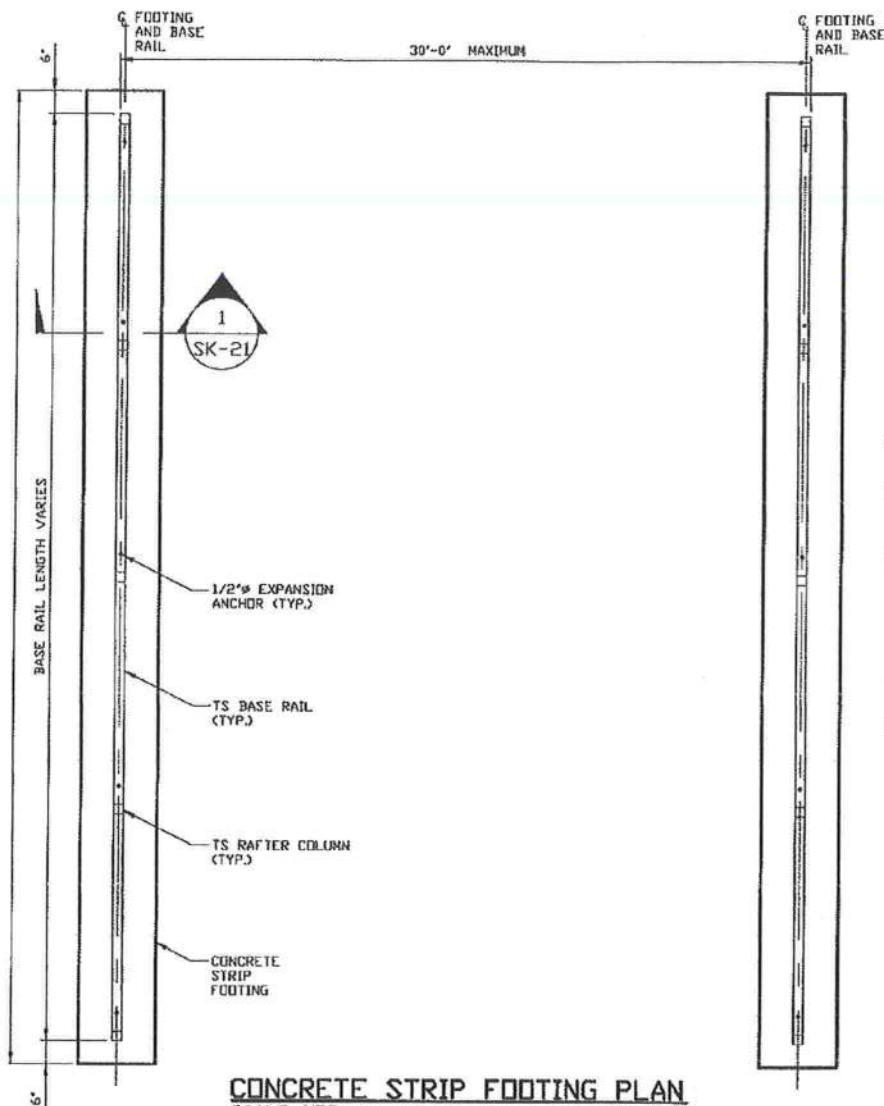 ℄ FOOTING
AND BASE
RAIL
℄ FOOTING
AND BASE
RAIL
30'-0" MAXIMUM
6"
1
SK-21
BASE RAIL LENGTH VARIES
1/2"ø EXPANSION
ANCHOR (TYP.)
TS BASE RAIL
(TYP.)
TS RAFTER COLUMN
(TYP.)
CONCRETE
STRIP
FOOTING
6"
CONCRETE STRIP FOOTING PLAN